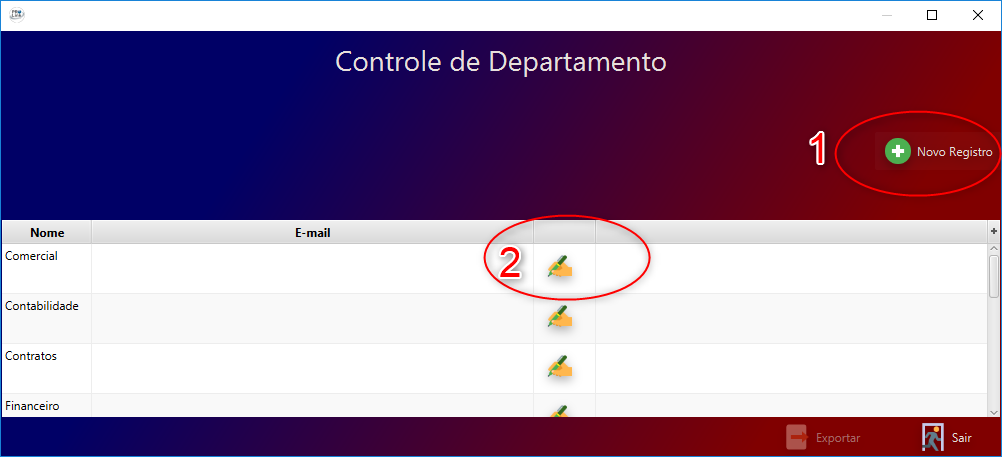 Controle de Departamento
1
Novo Registro
Nome E-mail
2
Comercial
Contabilidade
Contratos
Financeiro
Exportar Sair